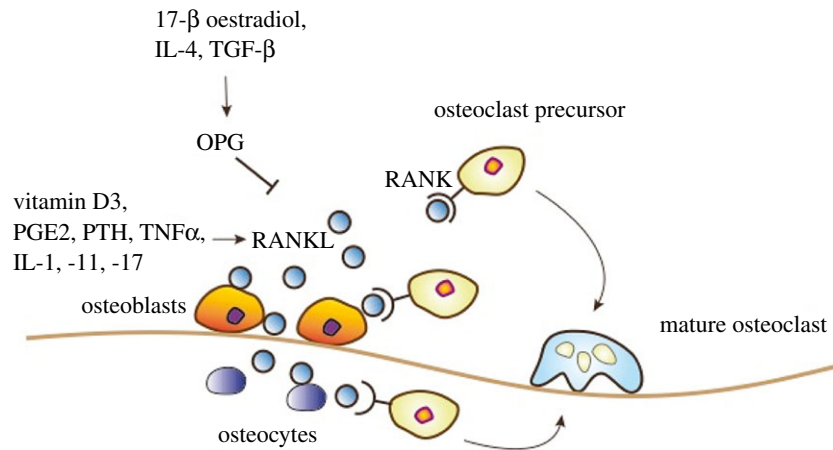 17-β oestradiol,
IL-4, TGF-β
OPG
osteoclast precursor
RANK
vitamin D3,
PGE2, PTH, TNFα,
IL-1, -11, -17
RANKL
osteoblasts
mature osteoclast
osteocytes